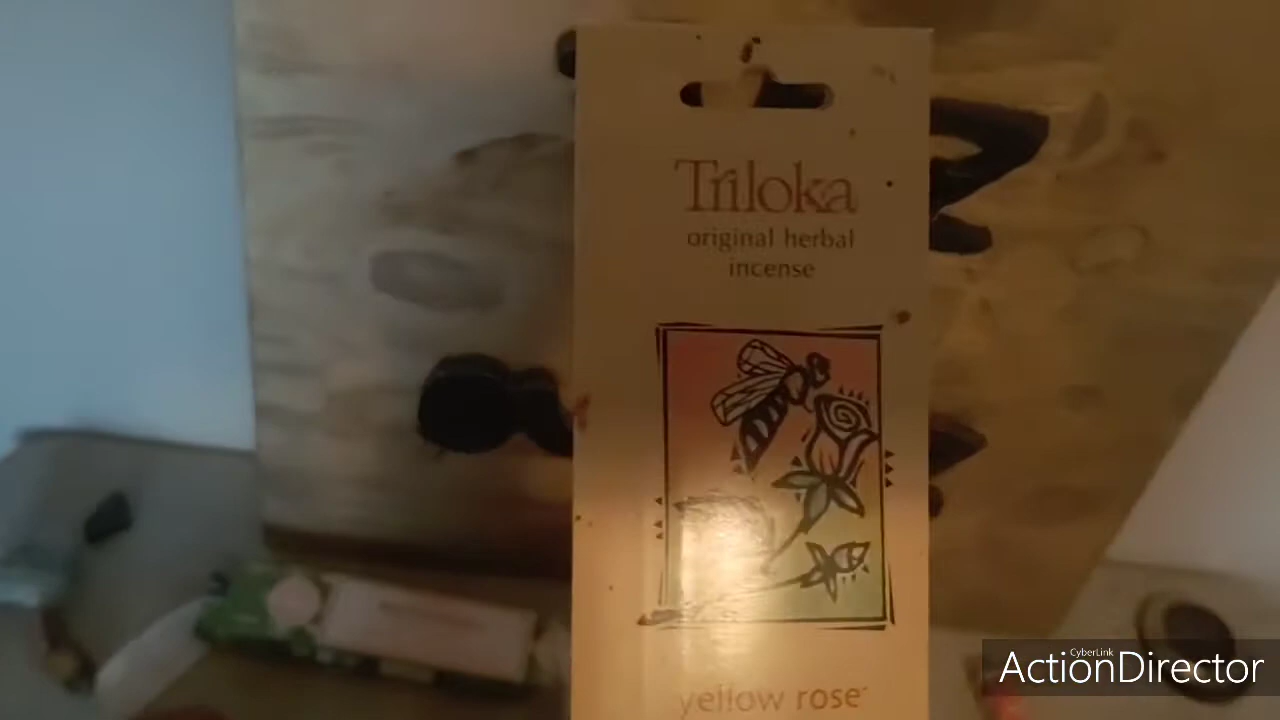 Triloka
original herbal
incense
yellow rose
CyberLink
ActionDirector